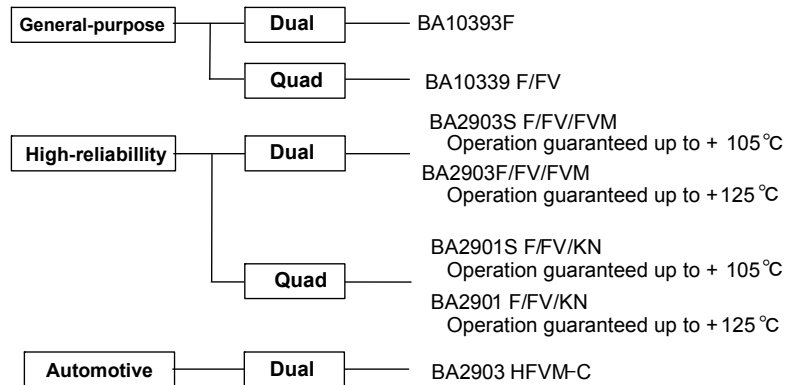 General-purpose
Dual
BA10393F
Quad
BA10339 F/FV
High-reliabillity
Dual
BA2903S F/FV/FVM
Operation guaranteed up to + 105°C
BA2903F/FV/FVM
Operation guaranteed up to +125°C
Quad
BA2901S F/FV/KN
Operation guaranteed up to + 105°C
BA2901 F/FV/KN
Operation guaranteed up to +125°C
Automotive
Dual
BA2903 HFVM-C